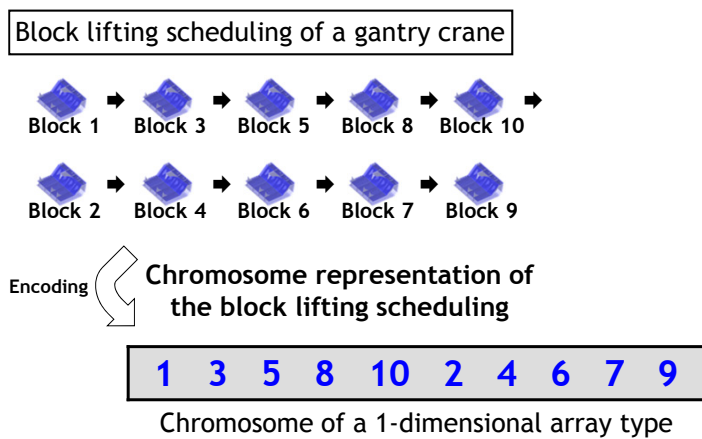 Block lifting scheduling of a gantry crane
Block 1 Block 3 Block 5 Block 8 Block 10
Block 2 Block 4 Block 6 Block 7 Block 9
Encoding
Chromosome representation of
the block lifting scheduling
1 3 5 8 10 2 4 6 7 9
Chromosome of a 1-dimensional array type